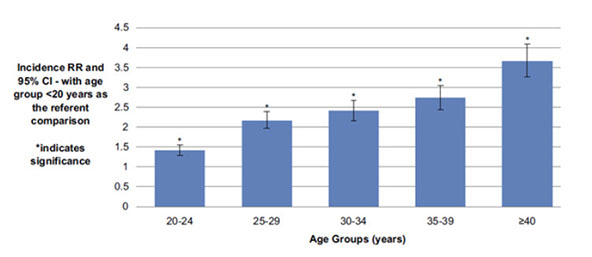 Incidence RR and
95% CI - with age
group <20 years as
the referent
comparison
*indicates
significance
4.5
4
3.5
3
2.5
2
1.5
1
0.5
0
*
*
*
*
*
20-24
25-29
30-34
35-39
≥40
Age Groups (years)